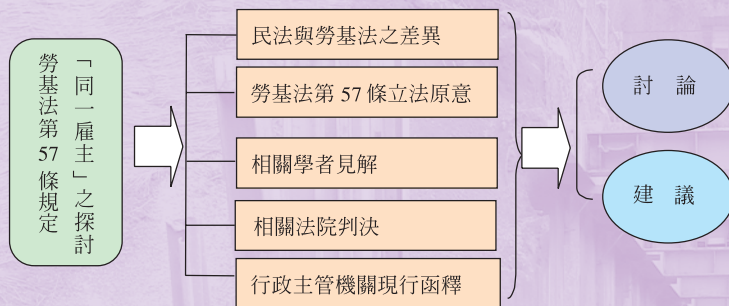 勞基法第57條規定
「同一雇主」之探討
民法與勞基法之差異
勞基法第 57 條立法原意
相關學者見解
相關法院判決
行政主管機關現行函釋
討 論
建 議